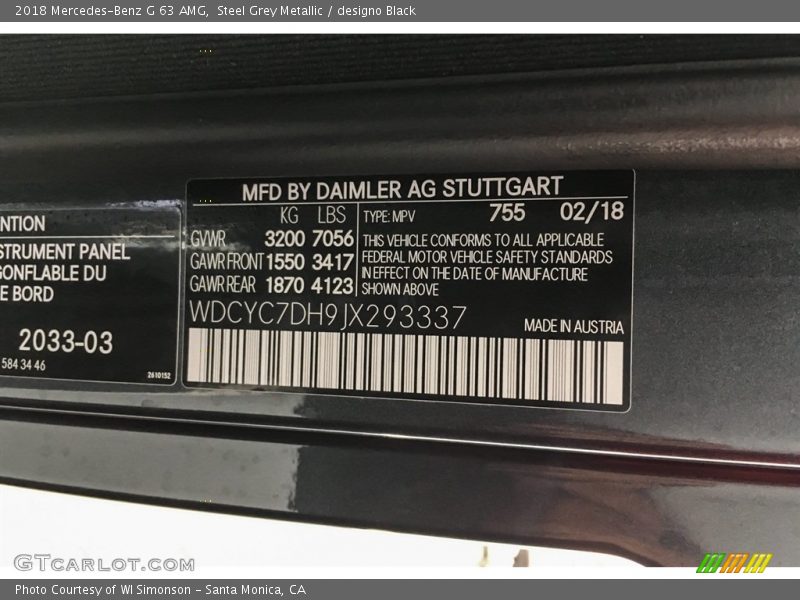 2018 Mercedes-Benz G 63 AMG, Steel Grey Metallic / designo Black
NTION
STRUMENT PANEL
GONFLABLE DU
E BORD
2033-03
584 34 46
2610152
MFD BY DAIMLER AG STUTTGART
KG LBS
GVWR 3200 7056
GAWR FRONT 1550 3417
GAWR REAR 1870 4123
TYPE: MPV 755 02/18
THIS VEHICLE CONFORMS TO ALL APPLICABLE
FEDERAL MOTOR VEHICLE SAFETY STANDARDS
IN EFFECT ON THE DATE OF MANUFACTURE
SHOWN ABOVE
WDCYC7DH9JX293337
MADE IN AUSTRIA
GTCARLOT.COM
Photo Courtesy of WI Simonson - Santa Monica, CA